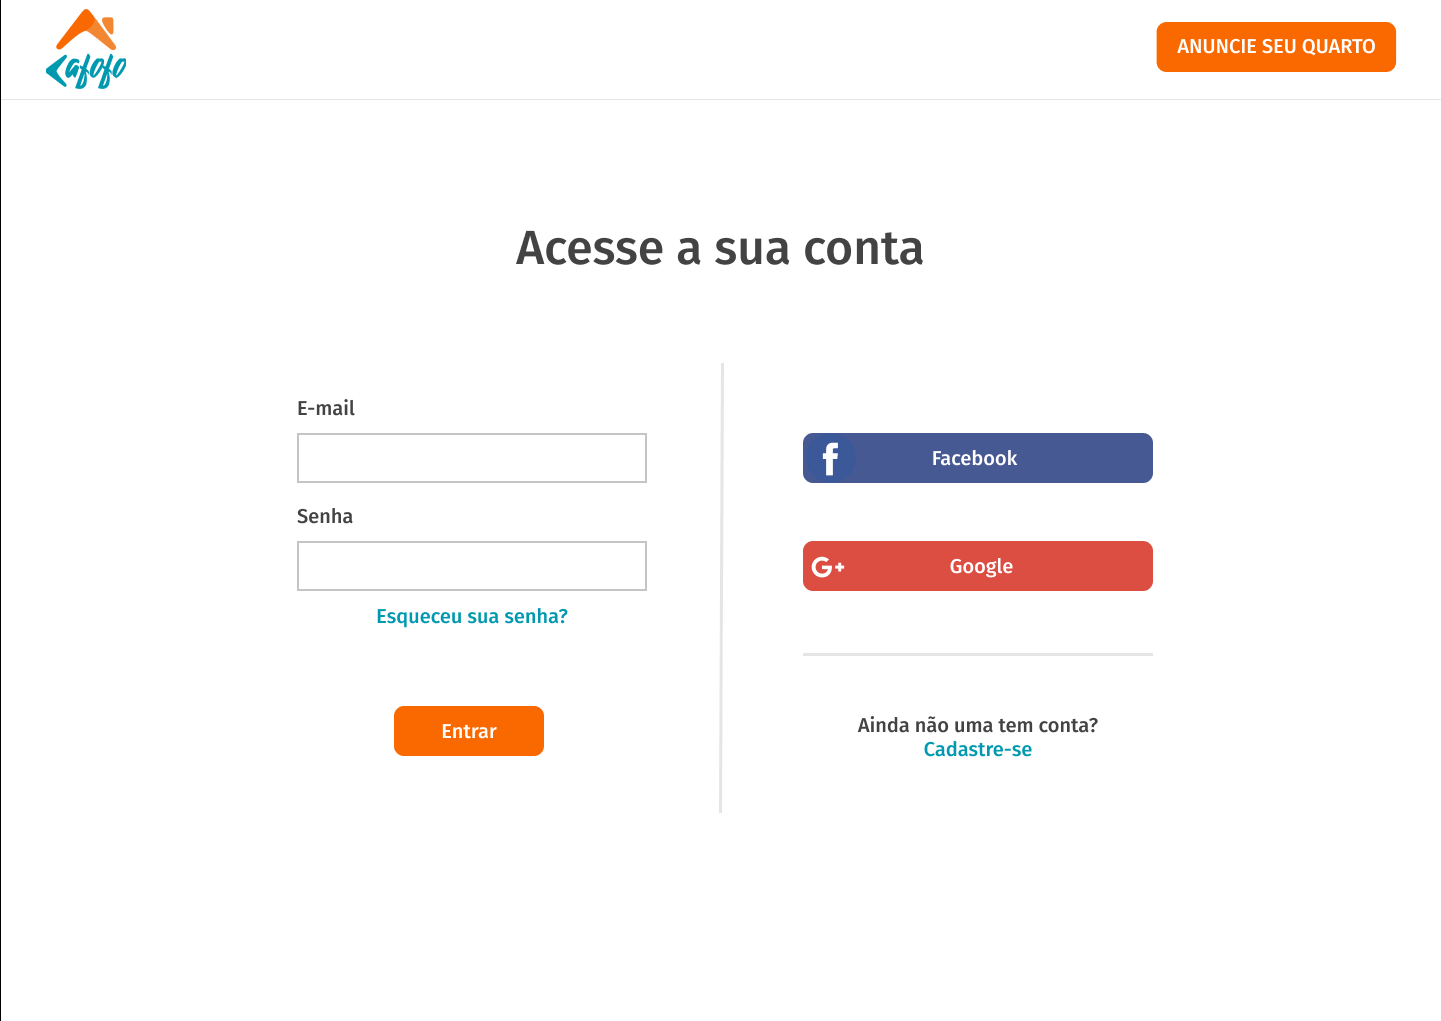 Kafofo
ANUNCIE SEU QUARTO
Acesse a sua conta
E-mail
Senha
Esqueceu sua senha?
Entrar
f
Facebook
G+
Google
Ainda não uma tem conta?
Cadastre-se